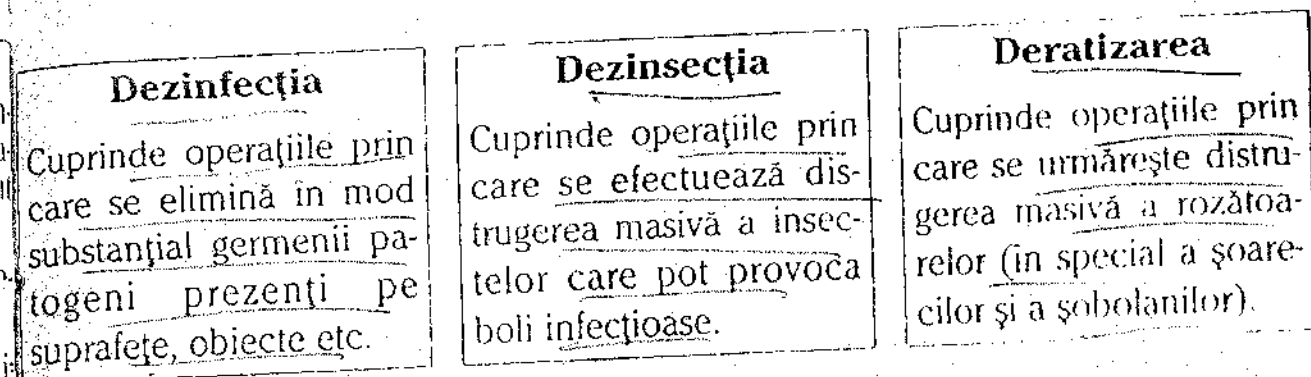 Dezinfecţia
Cuprinde operaţiile prin
care se elimină în mod
substanţial germenii pa-
togeni prezenţi pe
suprafeţe, obiecte etc.
Dezinsecţia
Cuprinde operaţiile prin
care se efectuează dis-
trugerea masivă a insec-
telor care pot provoca
boli infecţioase.
Deratizarea
Cuprinde operaţiile prin
care se urmăreşte distru-
gerea masivă a rozătoa-
relor (în special a şoare-
cilor şi a şobolanilor).